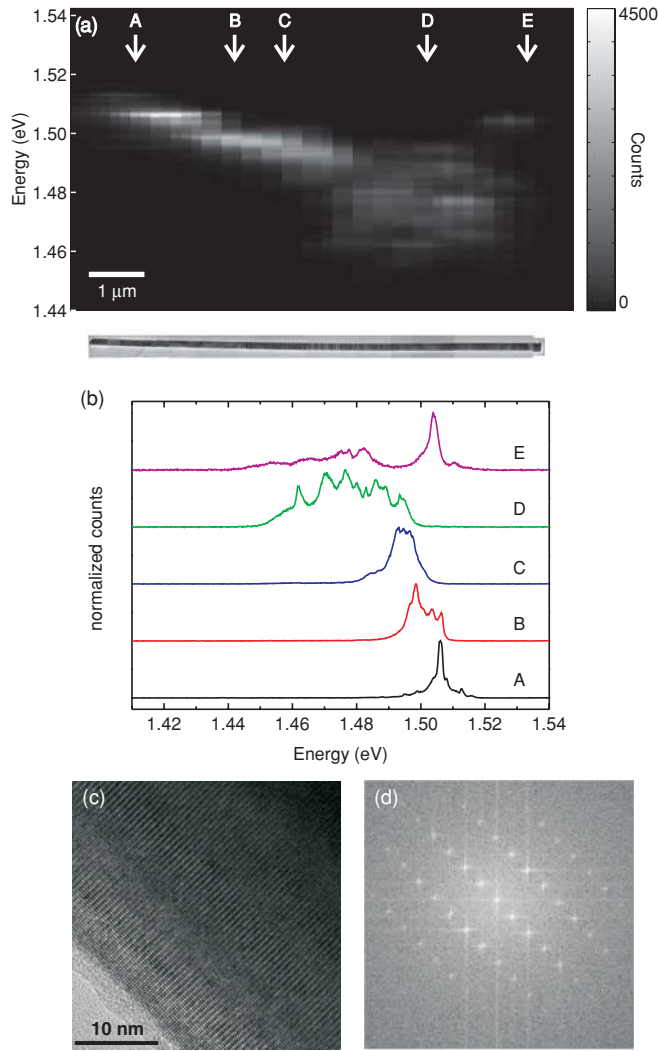 (a)
A B C D E
4500
1.54
1.52
1.50
1.48
1.46
1.44
Energy (eV)
1 μm
Counts
0
(b)
E
D
C
B
A
normalized counts
1.42 1.44 1.46 1.48 1.50 1.52 1.54
Energy (eV)
(c)
10 nm
(d)